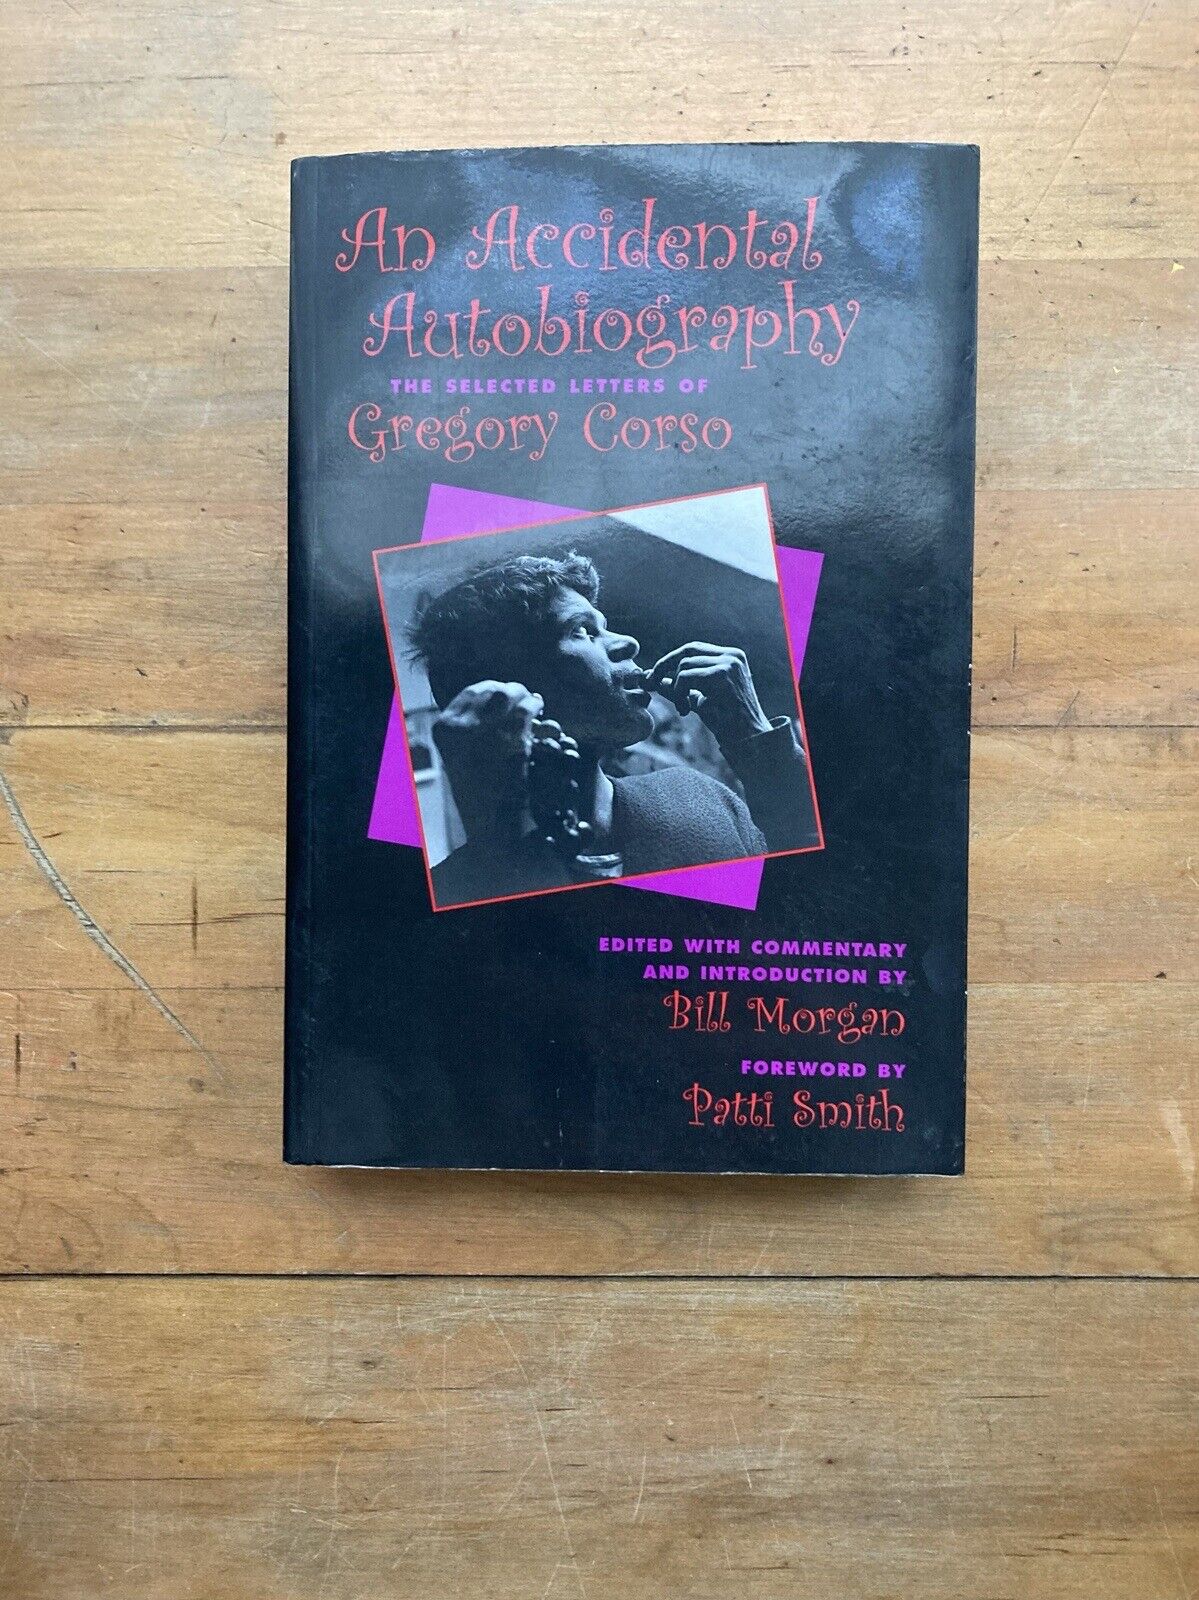 An Accidental
Autobiography
THE SELECTED LETTERS OF
Gregory Corso
EDITED WITH COMMENTARY
AND INTRODUCTION BY
Bill Morgan
FOREWORD BY
Patti Smith